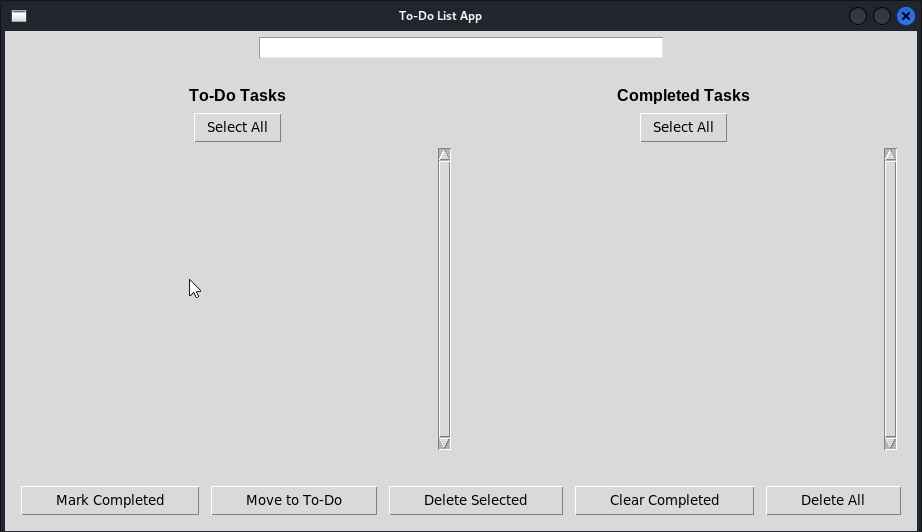 To-Do List App
To-Do Tasks
Completed Tasks
Select All
Select All
Mark Completed
Move to To-Do
Delete Selected
Clear Completed
Delete All